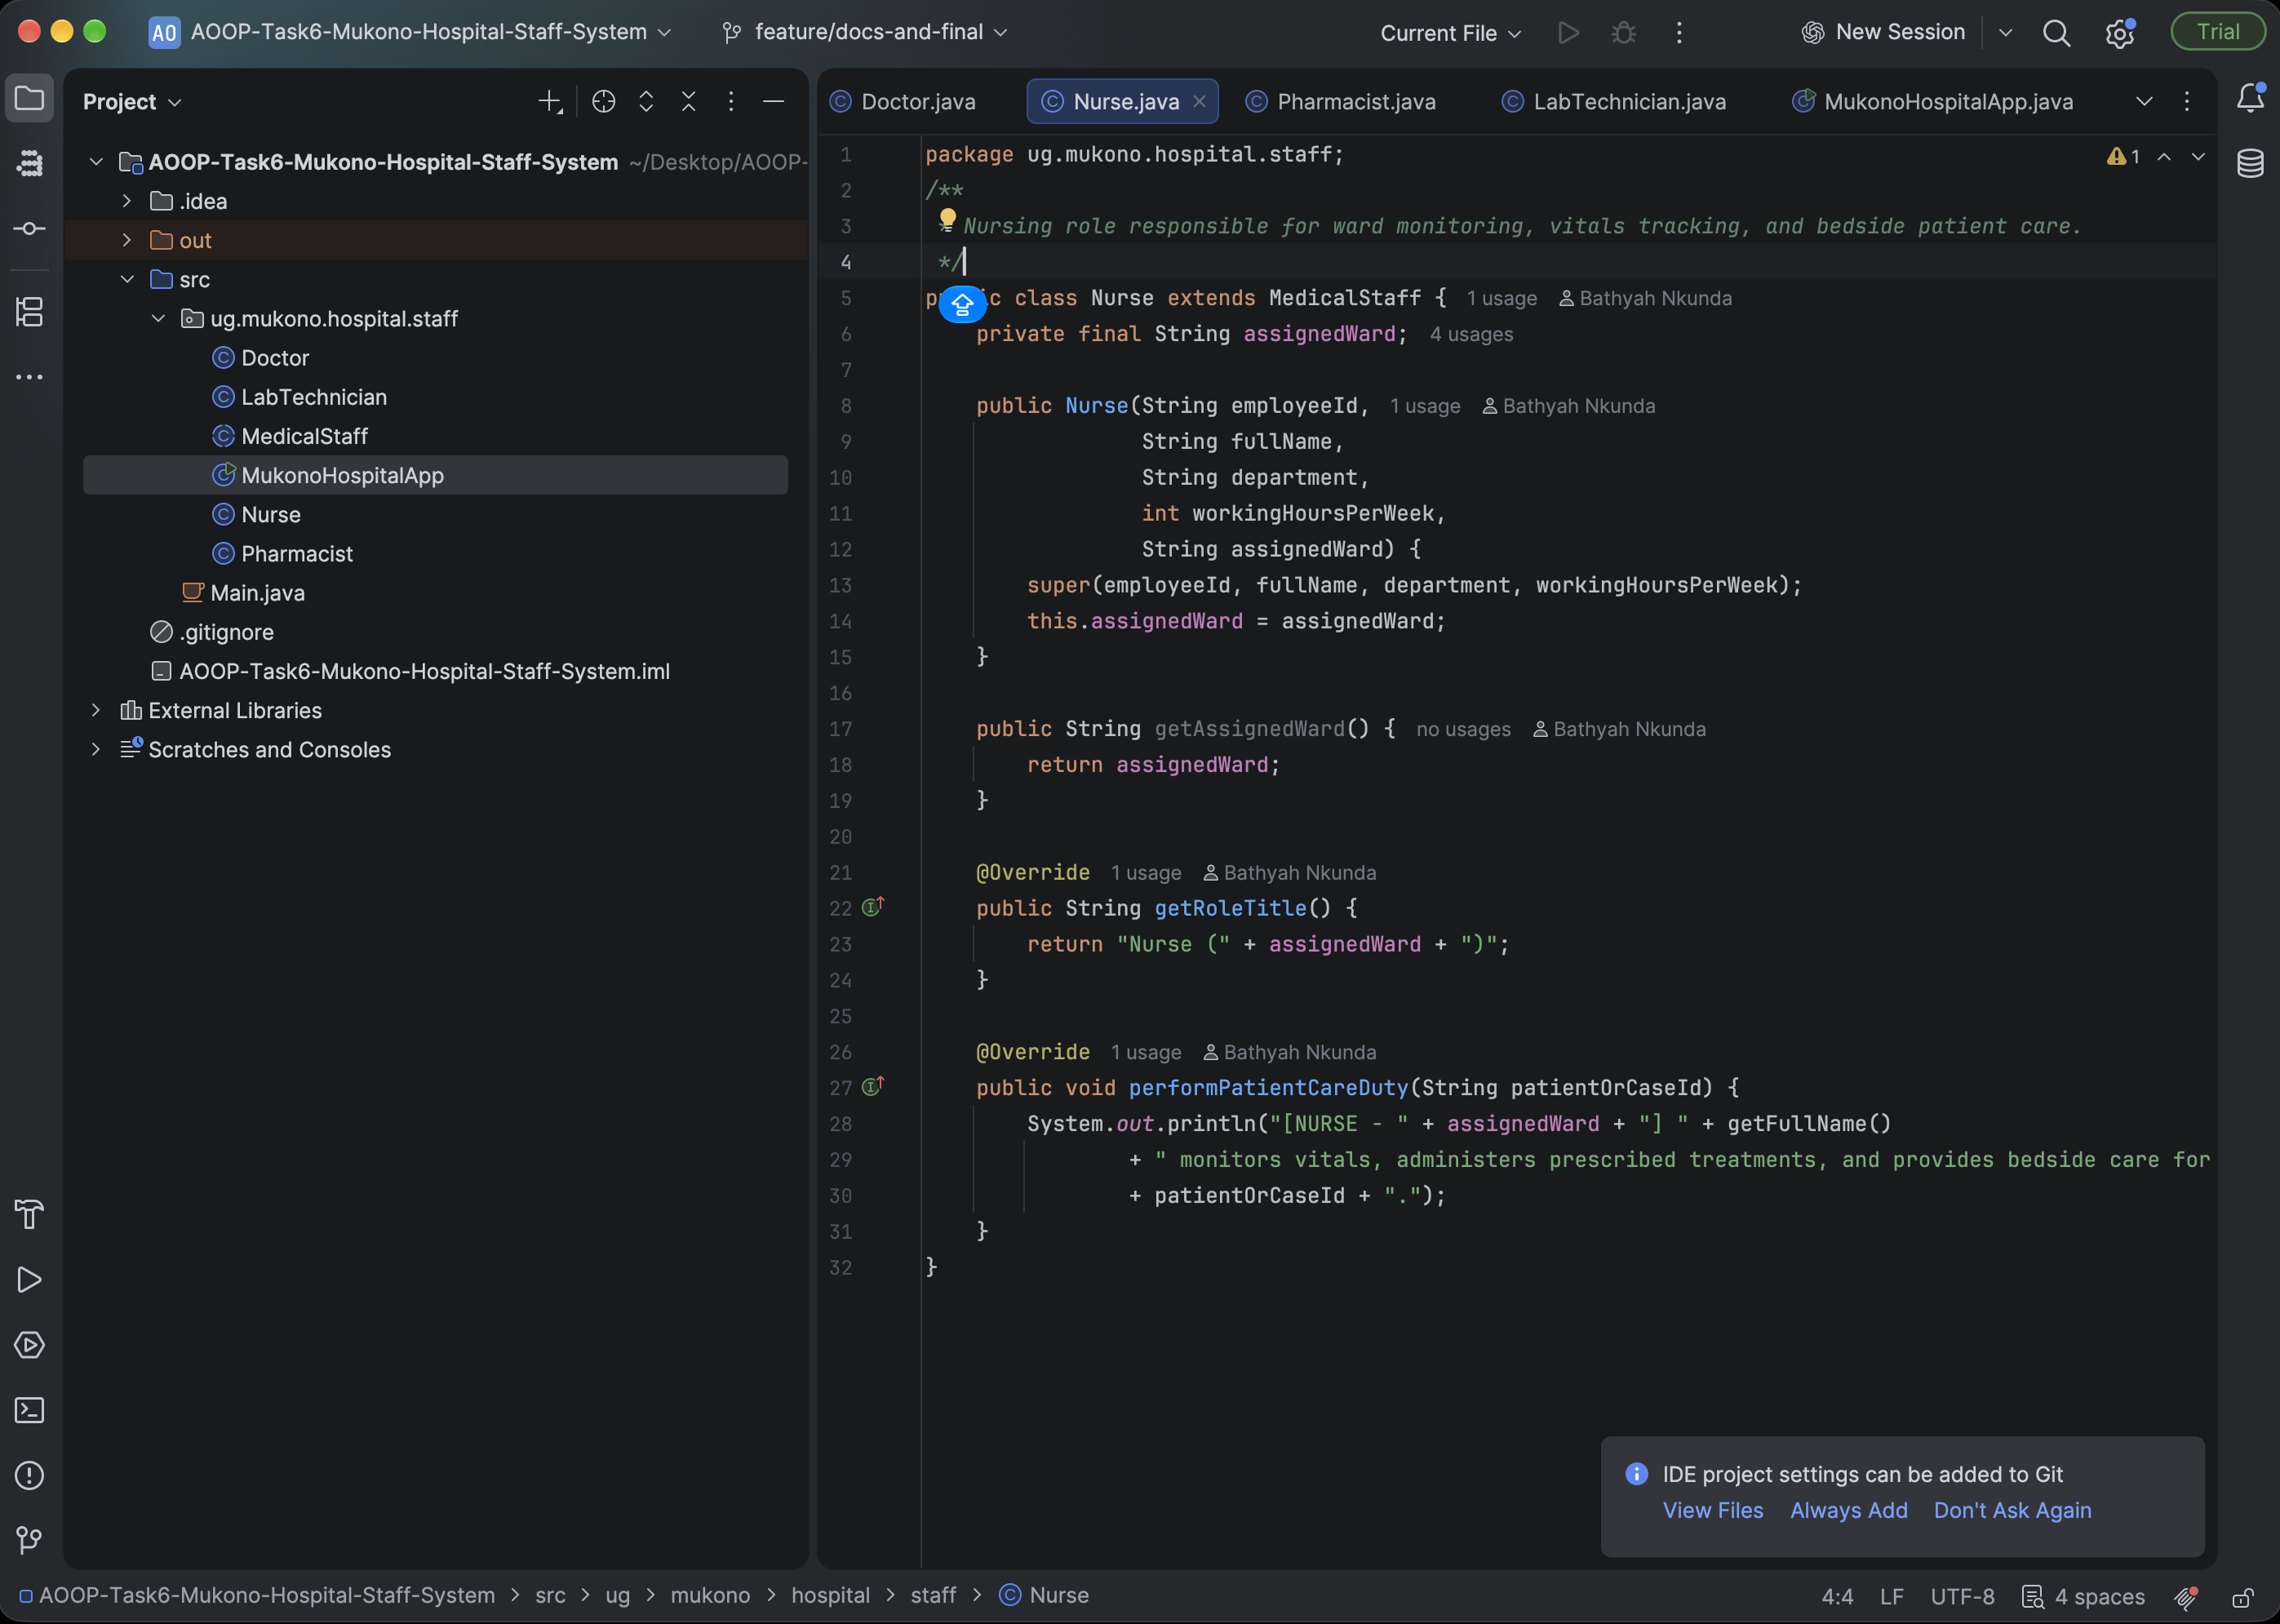 AO AOOP-Task6-Mukono-Hospital-Staff-System feature/docs-and-final Current File New Session Trial
Project
AOOP-Task6-Mukono-Hospital-Staff-System ~/Desktop/AOOP-
.idea
out
src
ug.mukono.hospital.staff
Doctor
LabTechnician
MedicalStaff
MukonoHospitalApp
Nurse
Pharmacist
Main.java
.gitignore
AOOP-Task6-Mukono-Hospital-Staff-System.iml
External Libraries
Scratches and Consoles
Doctor.java Nurse.java Pharmacist.java LabTechnician.java MukonoHospitalApp.java
1 package ug.mukono.hospital.staff; 1
2 /**
3 Nursing role responsible for ward monitoring, vitals tracking, and bedside patient care.
4 */
5 p c class Nurse extends MedicalStaff { 1 usage Bathyah Nkunda
6 private final String assignedWard; 4 usages
7
8 public Nurse(String employeeId, 1 usage Bathyah Nkunda
9 String fullName,
10 String department,
11 int workingHoursPerWeek,
12 String assignedWard) {
13 super(employeeId, fullName, department, workingHoursPerWeek);
14 this.assignedWard = assignedWard;
15 }
16
17 public String getAssignedWard() { no usages Bathyah Nkunda
18 return assignedWard;
19 }
20
21 @Override 1 usage Bathyah Nkunda
22 public String getRoleTitle() {
23 return "Nurse (" + assignedWard + ")";
24 }
25
26 @Override 1 usage Bathyah Nkunda
27 public void performPatientCareDuty(String patientOrCaseId) {
28 System.out.println("[NURSE - " + assignedWard + "] " + getFullName()
29 + " monitors vitals, administers prescribed treatments, and provides bedside care for
30 + patientOrCaseId + ".");
31 }
32 }
IDE project settings can be added to Git
View Files Always Add Don't Ask Again
AOOP-Task6-Mukono-Hospital-Staff-System > src > ug > mukono > hospital > staff > Nurse 4:4 LF UTF-8 4 spaces